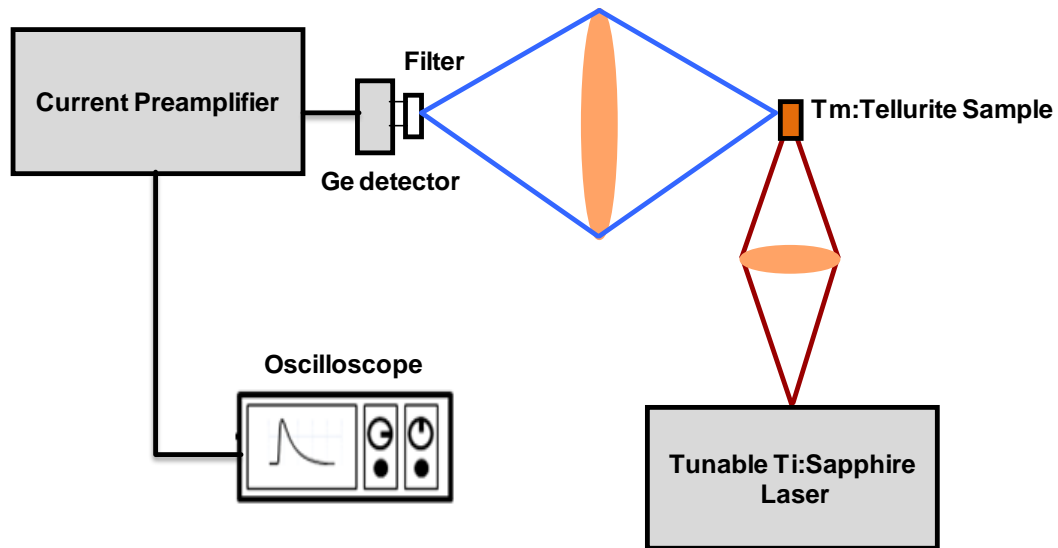 Filter
Current Preamplifier
Tm:Tellurite Sample
Ge detector
Oscilloscope
Tunable Ti:Sapphire
Laser